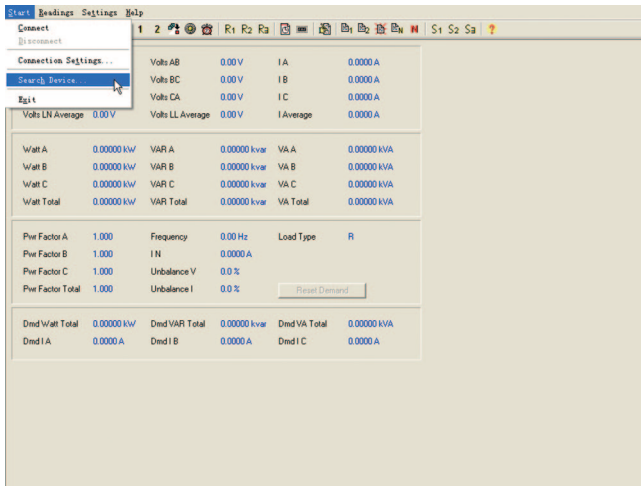 Start Readings Settings Help
Connect
Disconnect
Connection Settings...
Search Device...
Exit
1 2 R1 R2 R3 1 2 N N S1 S2 S3 ?
Volts AB 0.00 V I A 0.0000 A
Volts BC 0.00 V I B 0.0000 A
Volts CA 0.00 V I C 0.0000 A
Volts LN Average 0.00 V Volts LL Average 0.00 V I Average 0.0000 A
Watt A 0.00000 kW VAR A 0.00000 kvar VA A 0.00000 kVA
Watt B 0.00000 kW VAR B 0.00000 kvar VA B 0.00000 kVA
Watt C 0.00000 kW VAR C 0.00000 kvar VA C 0.00000 kVA
Watt Total 0.00000 kW VAR Total 0.00000 kvar VA Total 0.00000 kVA
Pwr Factor A 1.000 Frequency 0.00 Hz Load Type R
Pwr Factor B 1.000 I N 0.0000 A
Pwr Factor C 1.000 Unbalance V 0.0 %
Pwr Factor Total 1.000 Unbalance I 0.0 % Reset Demand
Dmd Watt Total 0.00000 kW Dmd VAR Total 0.00000 kvar Dmd VA Total 0.00000 kVA
Dmd I A 0.0000 A Dmd I B 0.0000 A Dmd I C 0.0000 A